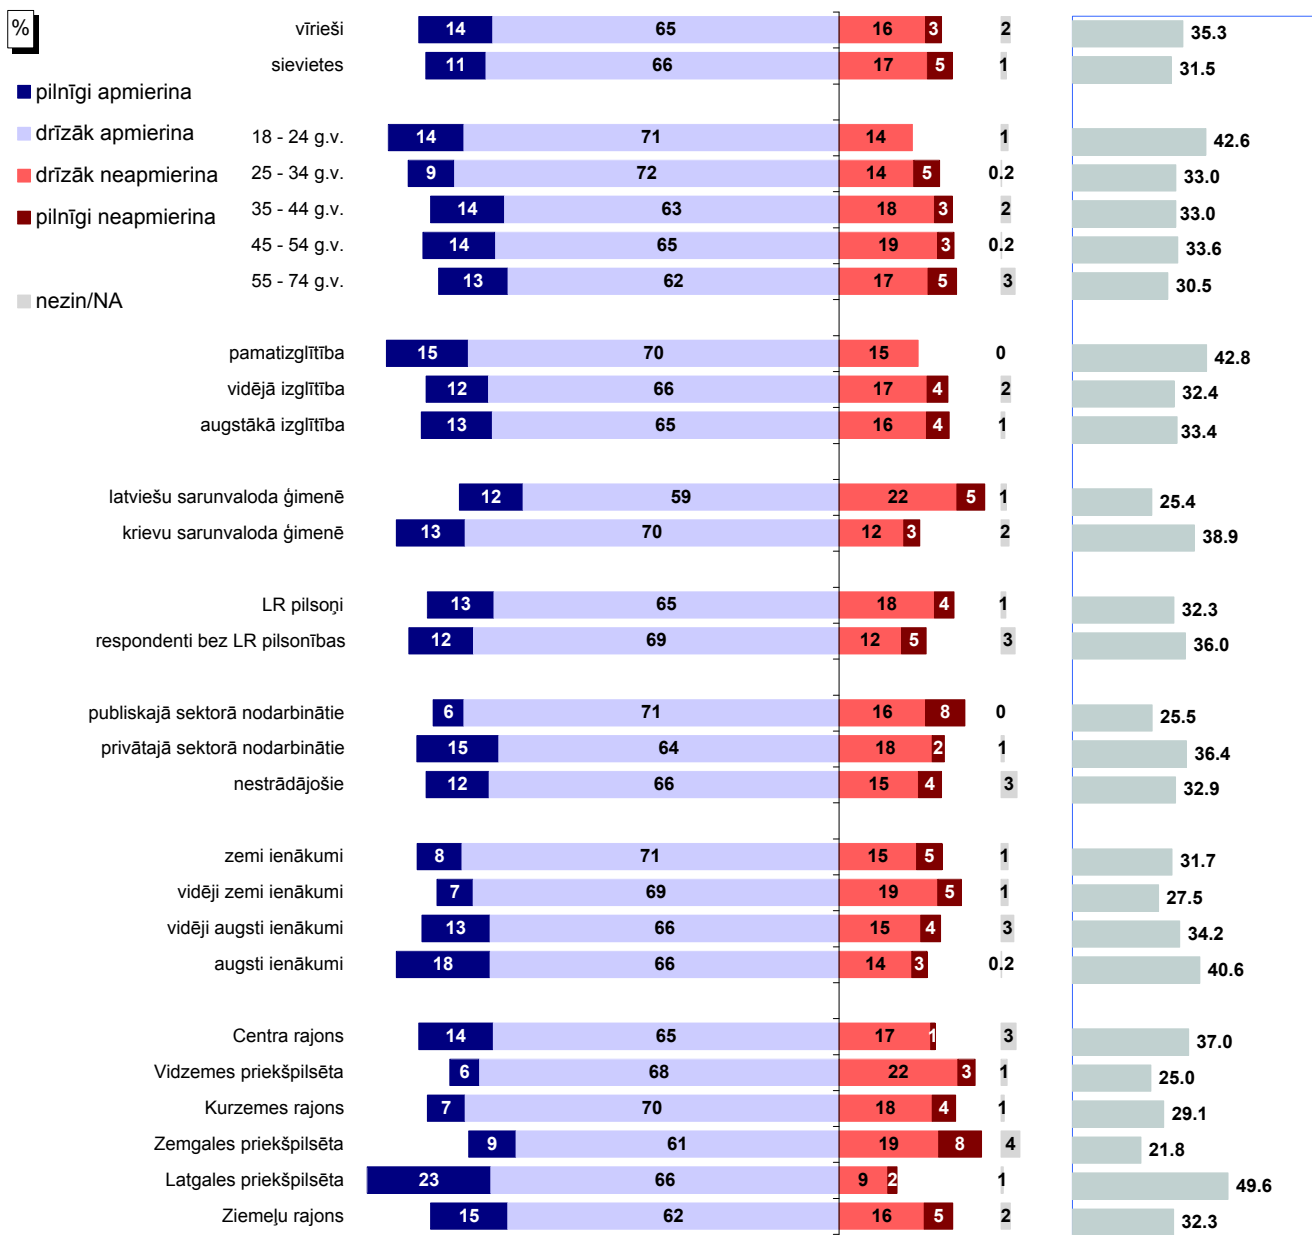 %
pilnīgi apmierina
drīzāk apmierina
drīzāk neapmierina
pilnīgi neapmierina
nezin/NA
vīrieši 14 65 16 3 2 35.3
sievietes 11 66 17 5 1 31.5
18 - 24 g.v. 14 71 14 1 42.6
25 - 34 g.v. 9 72 14 5 0.2 33.0
35 - 44 g.v. 14 63 18 3 2 33.0
45 - 54 g.v. 14 65 19 3 0.2 33.6
55 - 74 g.v. 13 62 17 5 3 30.5
pamatizglītība 15 70 15 0 42.8
vidējā izglītība 12 66 17 4 2 32.4
augstākā izglītība 13 65 16 4 1 33.4
latviešu sarunvaloda ģimenē 12 59 22 5 1 25.4
krievu sarunvaloda ģimenē 13 70 12 3 2 38.9
LR pilsoņi 13 65 18 4 1 32.3
respondenti bez LR pilsonības 12 69 12 5 3 36.0
publiskajā sektorā nodarbinātie 6 71 16 8 0 25.5
privātajā sektorā nodarbinātie 15 64 18 2 1 36.4
nestrādājošie 12 66 15 4 3 32.9
zemi ienākumi 8 71 15 5 1 31.7
vidēji zemi ienākumi 7 69 19 5 1 27.5
vidēji augsti ienākumi 13 66 15 4 3 34.2
augsti ienākumi 18 66 14 3 0.2 40.6
Centra rajons 14 65 17 1 3 37.0
Vidzemes priekšpilsēta 6 68 22 3 1 25.0
Kurzemes rajons 7 70 18 4 1 29.1
Zemgales priekšpilsēta 9 61 19 8 4 21.8
Latgales priekšpilsēta 23 66 9 2 1 49.6
Ziemeļu rajons 15 62 16 5 2 32.3